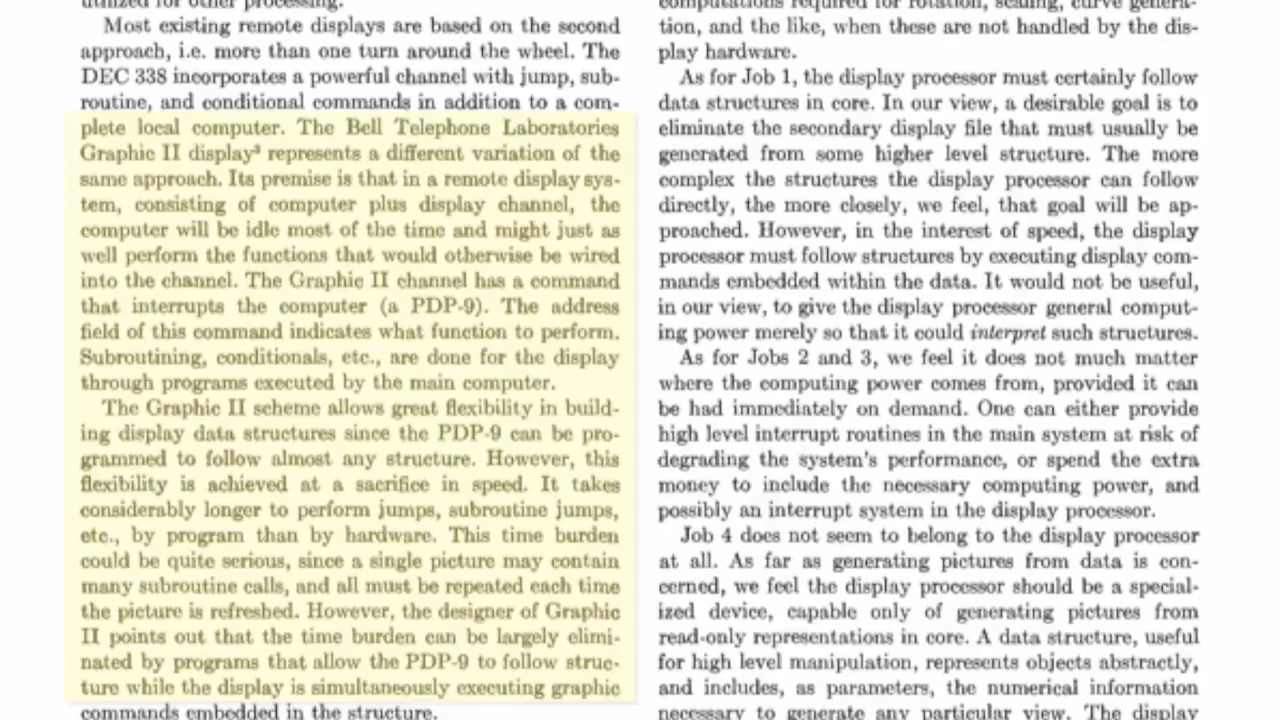 utilized for other processing.
Most existing remote displays are based on the second
approach, i.e. more than one turn around the wheel. The
DEC 338 incorporates a powerful channel with jump, sub-
routine, and conditional commands in addition to a com-
plete local computer. The Bell Telephone Laboratories
Graphic II display³ represents a different variation of the
same approach. Its premise is that in a remote display sys-
tem, consisting of computer plus display channel, the
computer will be idle most of the time and might just as
well perform the functions that would otherwise be wired
into the channel. The Graphic II channel has a command
that interrupts the computer (a PDP-9). The address
field of this command indicates what function to perform.
Subroutining, conditionals, etc., are done for the display
through programs executed by the main computer.
The Graphic II scheme allows great flexibility in build-
ing display data structures since the PDP-9 can be pro-
grammed to follow almost any structure. However, this
flexibility is achieved at a sacrifice in speed. It takes
considerably longer to perform jumps, subroutine jumps,
etc., by program than by hardware. This time burden
could be quite serious, since a single picture may contain
many subroutine calls, and all must be repeated each time
the picture is refreshed. However, the designer of Graphic
II points out that the time burden can be largely elimi-
nated by programs that allow the PDP-9 to follow struc-
ture while the display is simultaneously executing graphic
commands embedded in the structure.
computations required for rotation, scaling, curve genera-
tion, and the like, when these are not handled by the dis-
play hardware.
As for Job 1, the display processor must certainly follow
data structures in core. In our view, a desirable goal is to
eliminate the secondary display file that must usually be
generated from some higher level structure. The more
complex the structures the display processor can follow
directly, the more closely, we feel, that goal will be ap-
proached. However, in the interest of speed, the display
processor must follow structures by executing display com-
mands embedded within the data. It would not be useful,
in our view, to give the display processor general comput-
ing power merely so that it could interpret such structures.
As for Jobs 2 and 3, we feel it does not much matter
where the computing power comes from, provided it can
be had immediately on demand. One can either provide
high level interrupt routines in the main system at risk of
degrading the system's performance, or spend the extra
money to include the necessary computing power, and
possibly an interrupt system in the display processor.
Job 4 does not seem to belong to the display processor
at all. As far as generating pictures from data is con-
cerned, we feel the display processor should be a special-
ized device, capable only of generating pictures from
read-only representations in core. A data structure, useful
for high level manipulation, represents objects abstractly,
and includes, as parameters, the numerical information
necessary to generate any particular view. The display